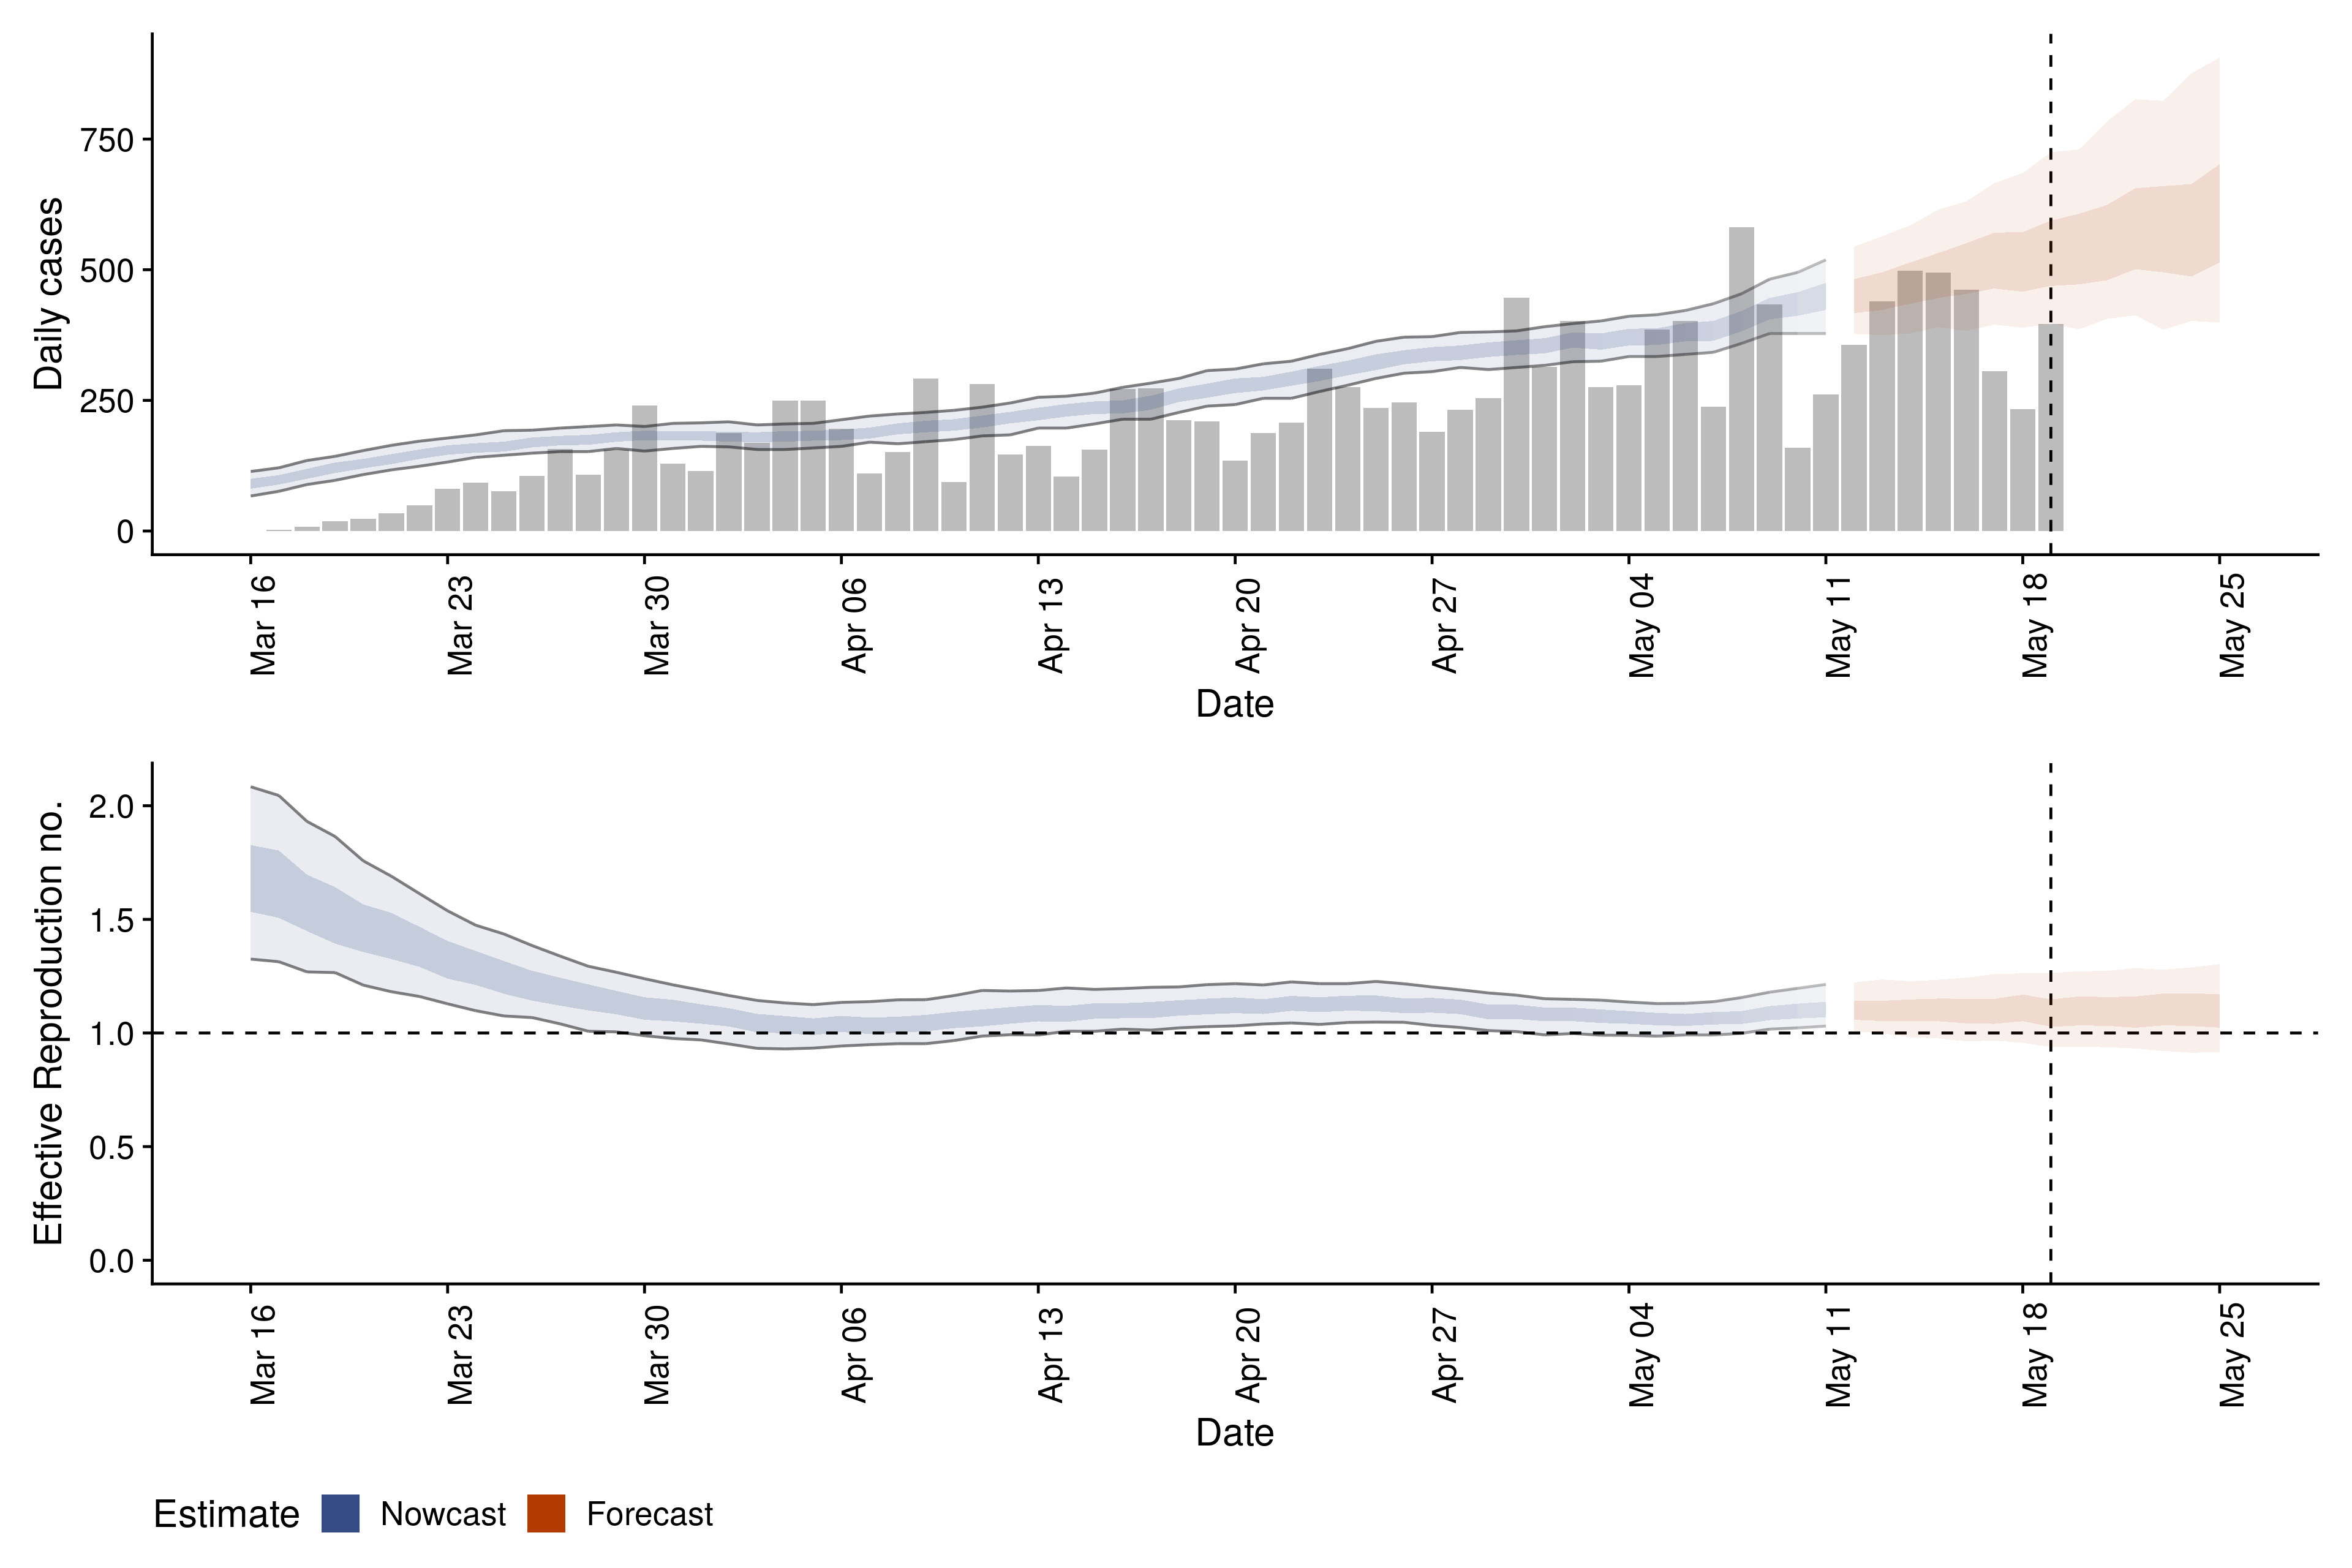 Daily cases
750
500
250
0
Mar 16
Mar 23
Mar 30
Apr 06
Apr 13
Apr 20
Apr 27
May 04
May 11
May 18
May 25
Date
Effective Reproduction no.
2.0
1.5
1.0
0.5
0.0
Mar 16
Mar 23
Mar 30
Apr 06
Apr 13
Apr 20
Apr 27
May 04
May 11
May 18
May 25
Date
Estimate Nowcast Forecast